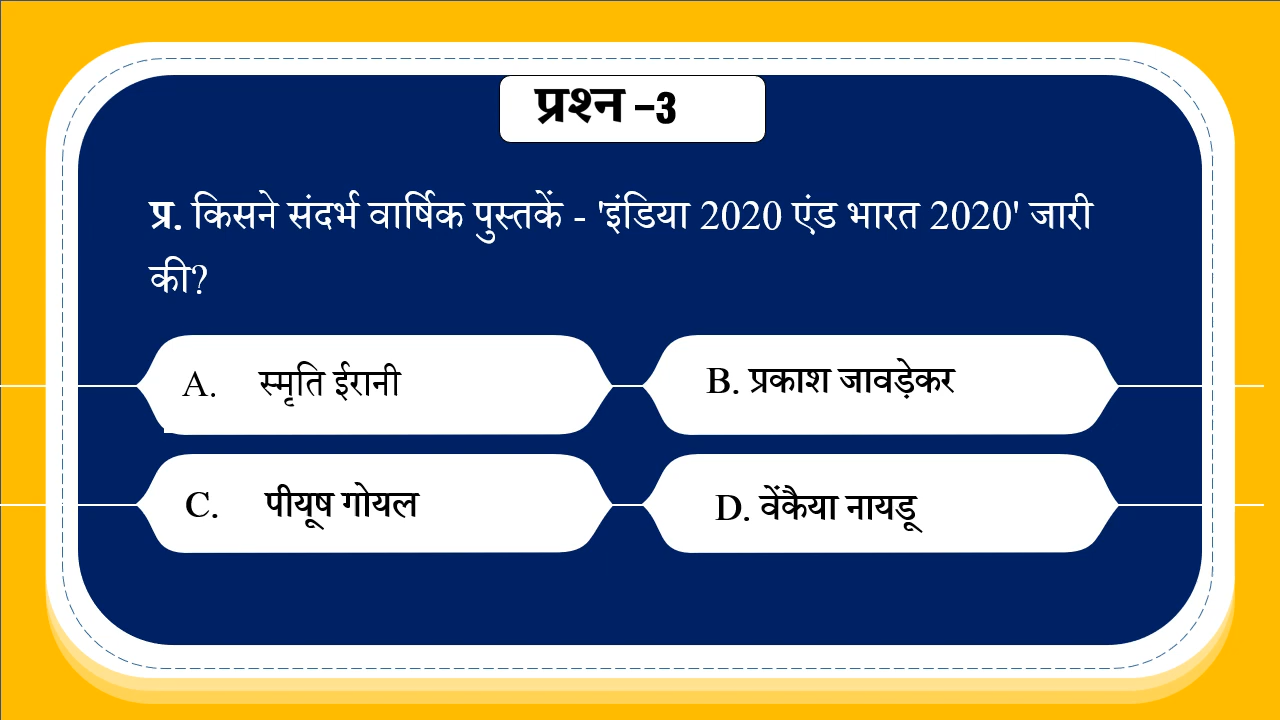 प्रश्न –3
प्र. किसने संदर्भ वार्षिक पुस्तकें - 'इंडिया 2020 एंड भारत 2020' जारी
की?
A. स्मृति ईरानी
B. प्रकाश जावड़ेकर
C. पीयूष गोयल
D. वेंकैया नायडू